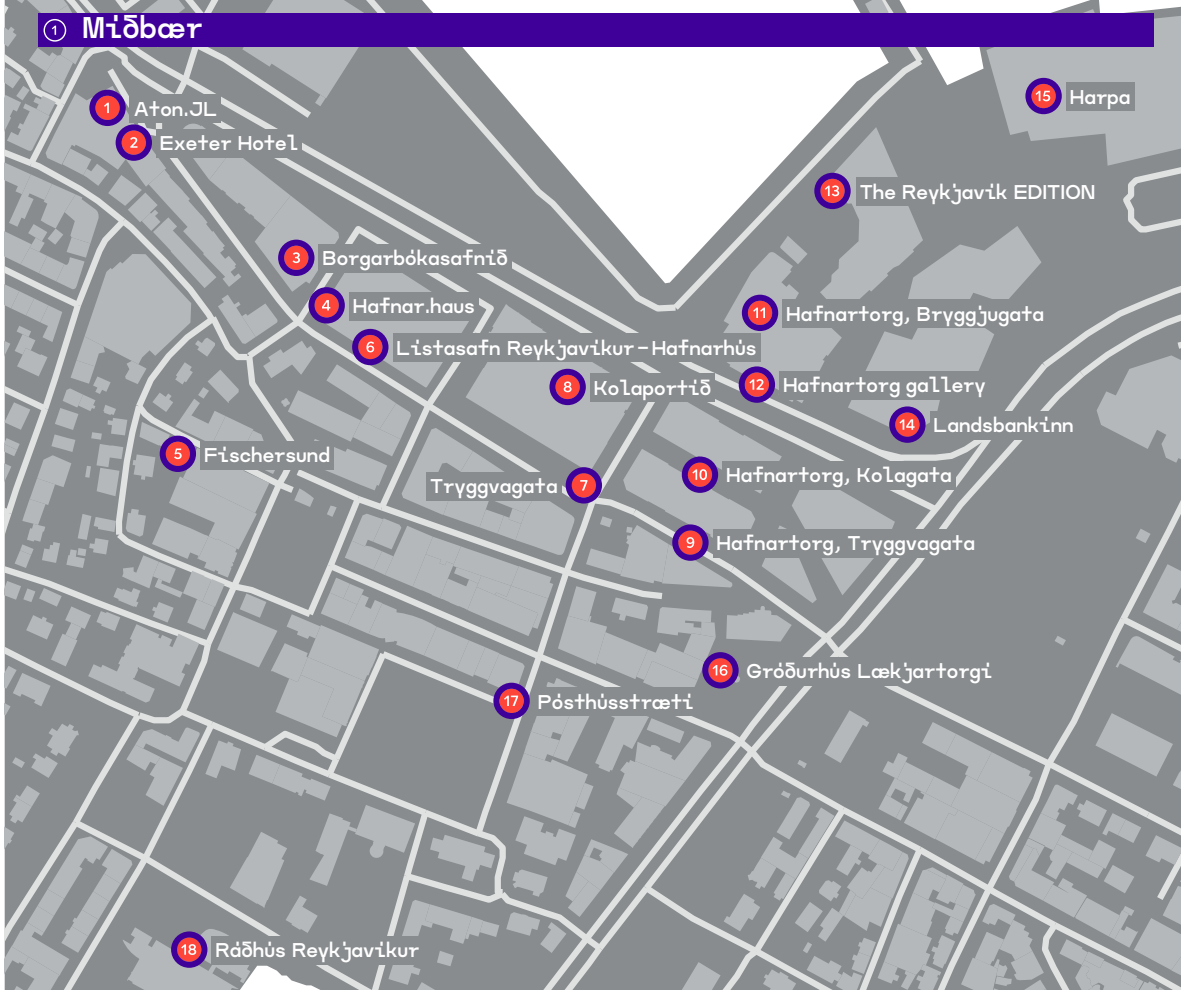 1 Miðbær
1 Aton.JL
2 Exeter Hotel
15 Harpa
13 The Reykjavík EDITION
3 Borgarbókasafnið
4 Hafnar.haus
11 Hafnartorg, Bryggjugata
6 Listasafn Reykjavíkur – Hafnarhús
8 Kolaportið
12 Hafnartorg gallery
14 Landsbankinn
5 Fischersund
10 Hafnartorg, Kolagata
Tryggvagata 7
9 Hafnartorg, Tryggvagata
16 Gróðurhús Lækjartorgi
17 Pósthússtræti
18 Ráðhús Reykjavíkur